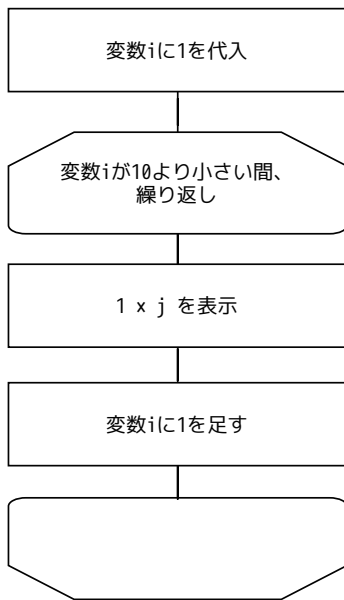 変数iに1を代入
変数iが10より小さい間、
繰り返し
1 x j を表示
変数iに1を足す